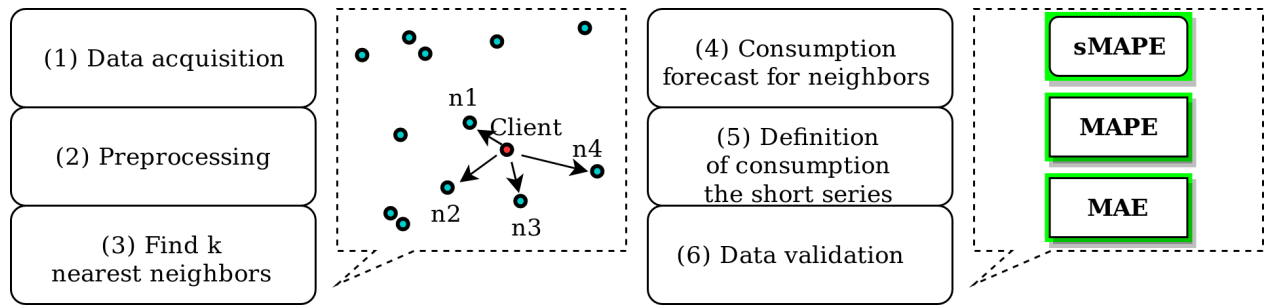 (1) Data acquisition
(2) Preprocessing
(3) Find k
nearest neighbors
n1
Client
n4
n2
n3
(4) Consumption
forecast for neighbors
(5) Definition
of consumption
the short series
(6) Data validation
sMAPE
MAPE
MAE